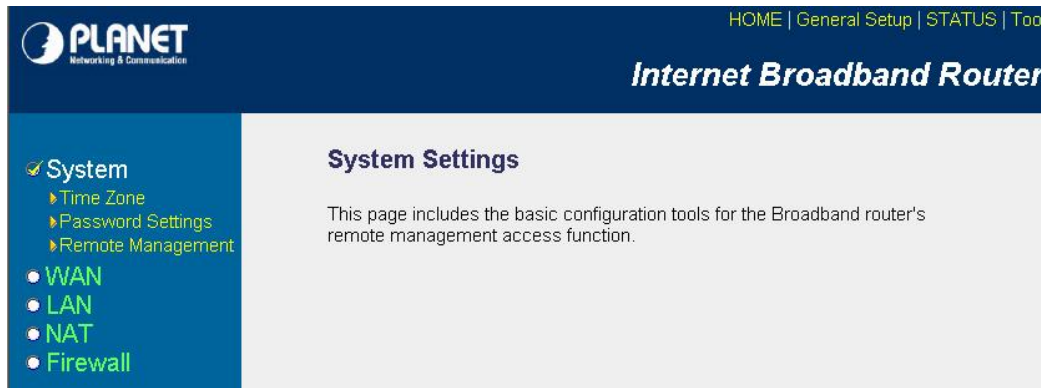 PLANET
Networking & Communication
HOME | General Setup | STATUS | Too
Internet Broadband Router
System
Time Zone
Password Settings
Remote Management
WAN
LAN
NAT
Firewall
System Settings
This page includes the basic configuration tools for the Broadband router's
remote management access function.